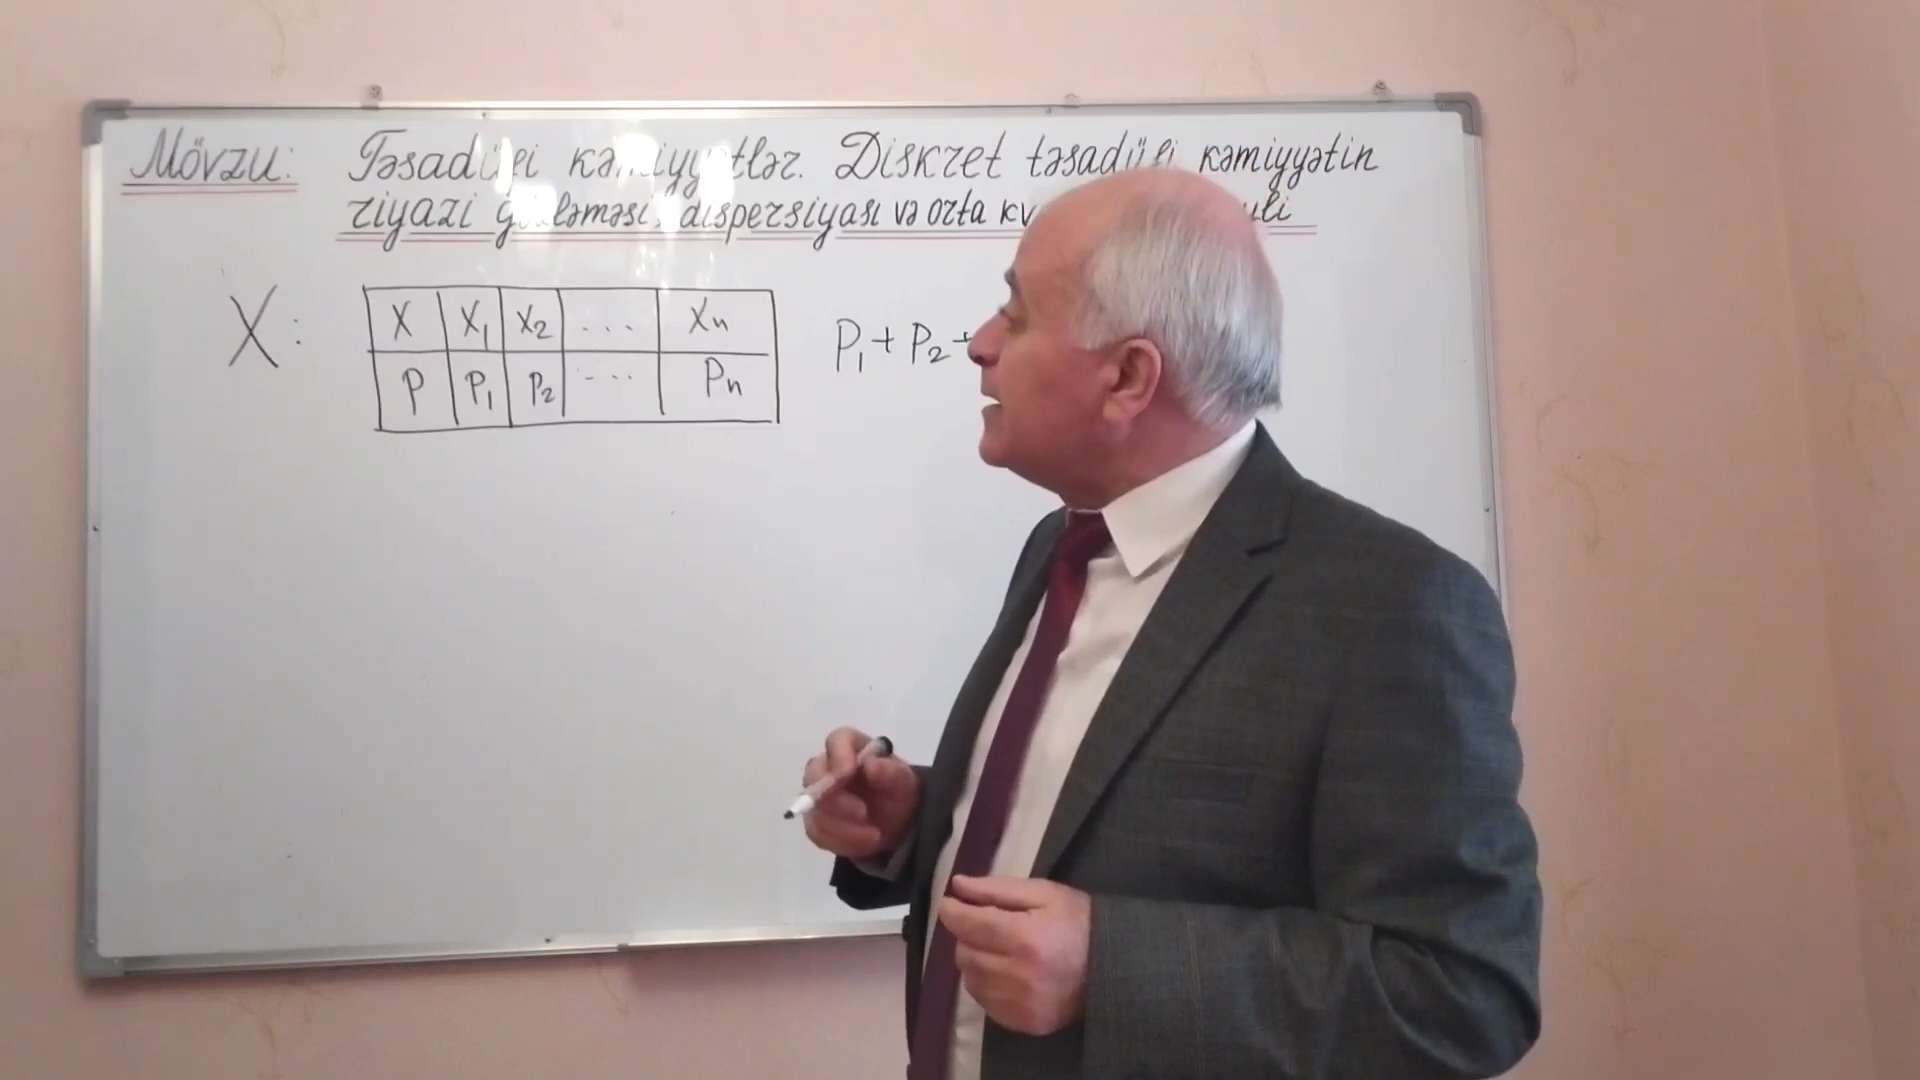 Mövzu: Təsadüfi kəmiyyətlər. Diskret təsadüfi kəmiyyətin
riyazi gözləməsi, dispersiyası və orta
X:
X X1 X2 .... Xn
P P1 P2 .... Pn
P1 + P2 +